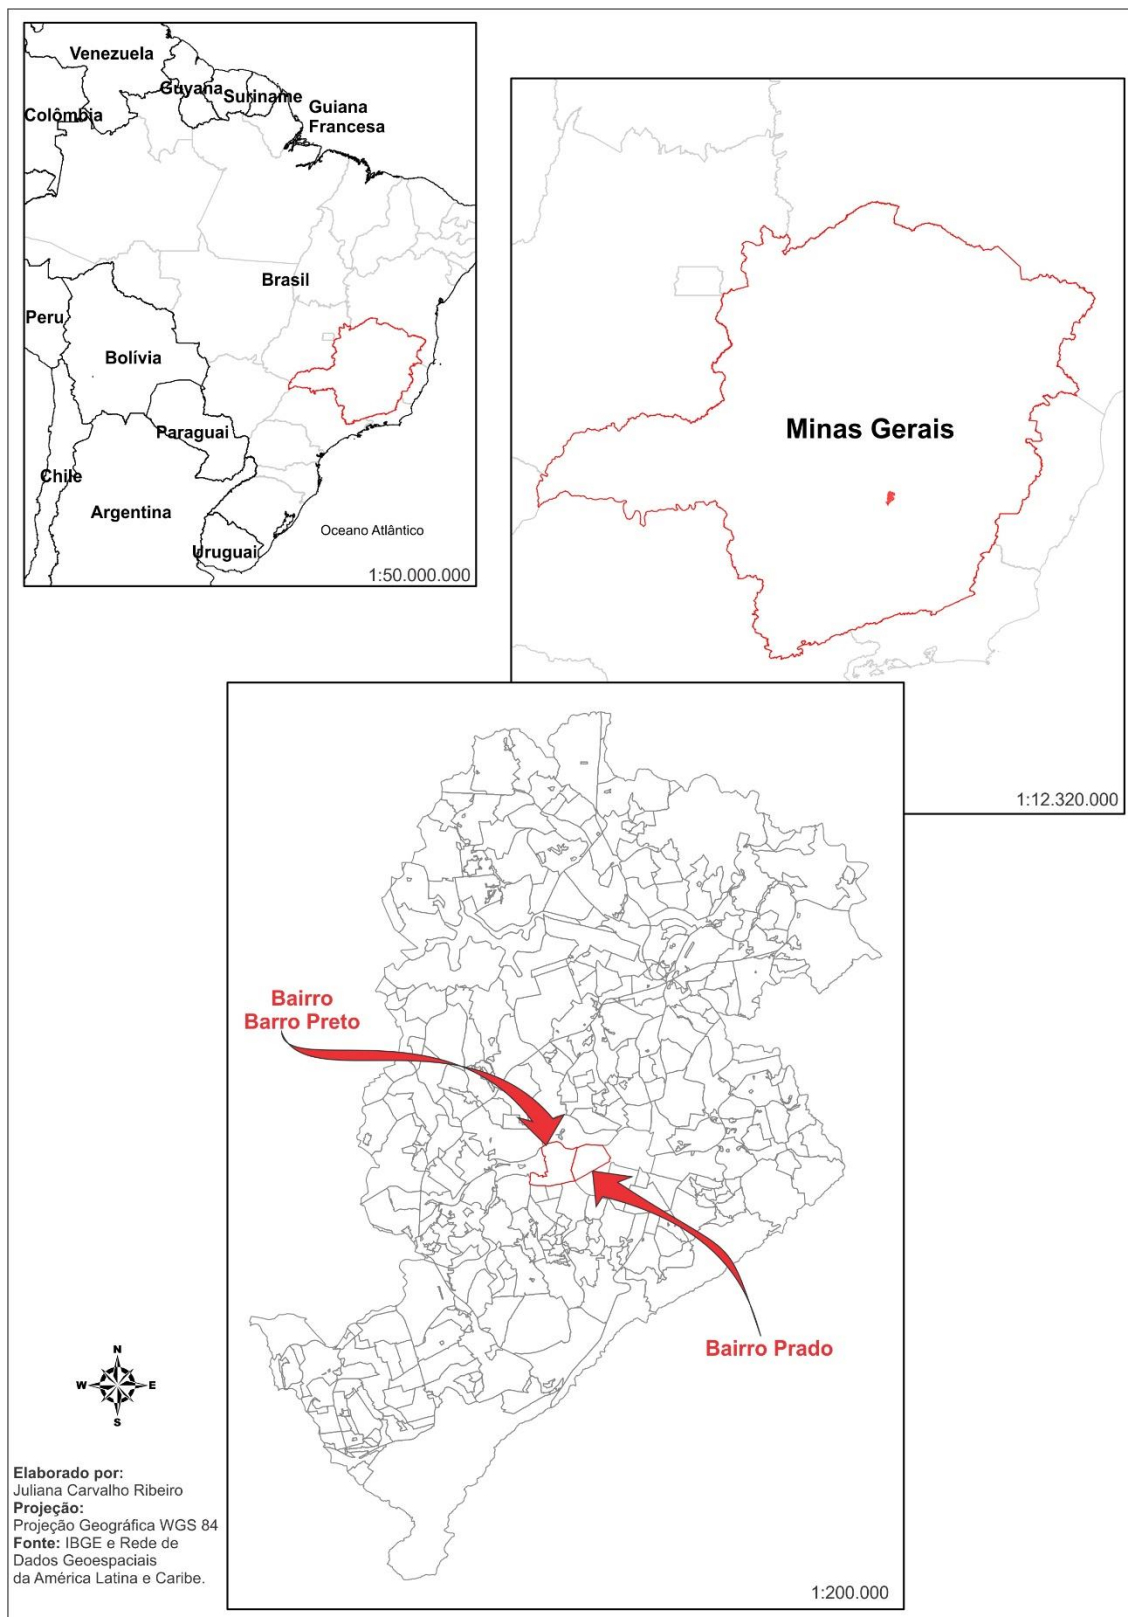 Venezuela
Guyana
Suriname
Guiana
Francesa
Colômbia
Brasil
Peru
Bolívia
Paraguai
Chile
Argentina
Uruguai
Oceano Atlântico
1:50.000.000
Minas Gerais
1:12.320.000
Bairro
Barro Preto
Bairro Prado
1:200.000
N
W
E
S
Elaborado por:
Juliana Carvalho Ribeiro
Projeção:
Projeção Geográfica WGS 84
Fonte: IBGE e Rede de
Dados Geoespaciais
da América Latina e Caribe.